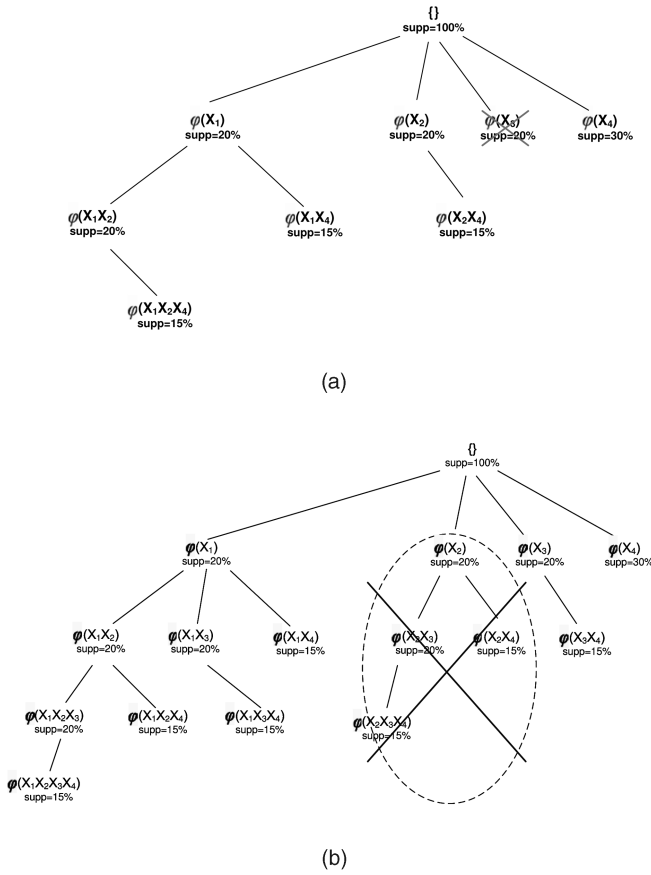 {}
supp=100%
φ(X₁) φ(X₂) φ(X₃) φ(X₄)
supp=20% supp=20% supp=20% supp=30%
φ(X₁X₂) φ(X₁X₄) φ(X₂X₄)
supp=20% supp=15% supp=15%
φ(X₁X₂X₄)
supp=15%
(a)
{}
supp=100%
φ(X₁) φ(X₂) φ(X₃) φ(X₄)
supp=20% supp=20% supp=20% supp=30%
φ(X₁X₂) φ(X₁X₃) φ(X₁X₄) φ(X₂X₃) φ(X₂X₄) φ(X₃X₄)
supp=20% supp=20% supp=15% supp=20% supp=15% supp=15%
φ(X₁X₂X₃) φ(X₁X₂X₄) φ(X₁X₃X₄) φ(X₂X₃X₄)
supp=20% supp=15% supp=15% supp=15%
φ(X₁X₂X₃X₄)
supp=15%
(b)